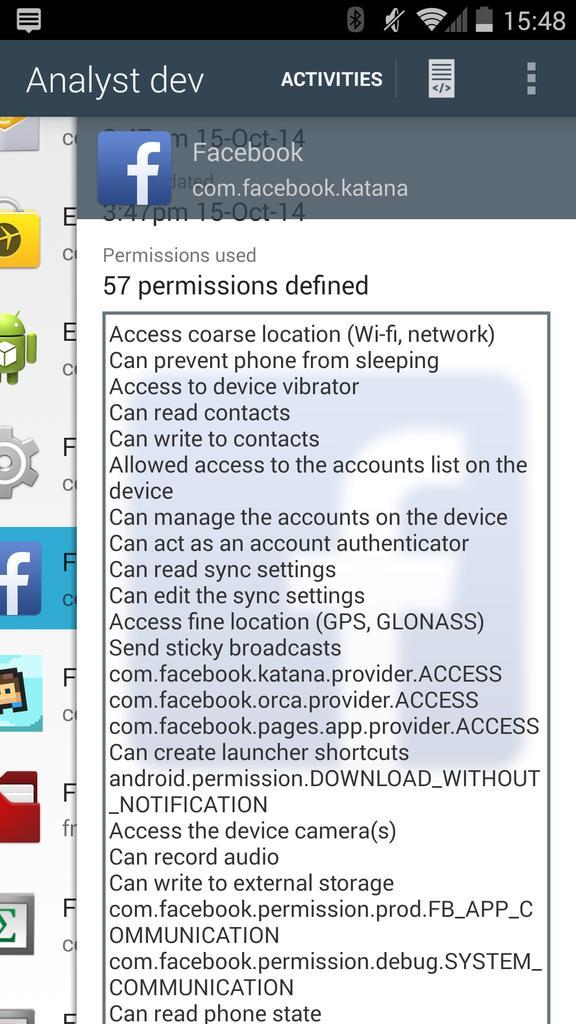 15:48
Analyst dev
ACTIVITIES
Facebook
com.facebook.katana
3:47pm 15-Oct-14
Permissions used
57 permissions defined
Access coarse location (Wi-fi, network)
Can prevent phone from sleeping
Access to device vibrator
Can read contacts
Can write to contacts
Allowed access to the accounts list on the
device
Can manage the accounts on the device
Can act as an account authenticator
Can read sync settings
Can edit the sync settings
Access fine location (GPS, GLONASS)
Send sticky broadcasts
com.facebook.katana.provider.ACCESS
com.facebook.orca.provider.ACCESS
com.facebook.pages.app.provider.ACCESS
Can create launcher shortcuts
android.permission.DOWNLOAD_WITHOUT
_NOTIFICATION
Access the device camera(s)
Can record audio
Can write to external storage
com.facebook.permission.prod.FB_APP_C
OMMUNICATION
com.facebook.permission.debug.SYSTEM_
COMMUNICATION
Can read phone state